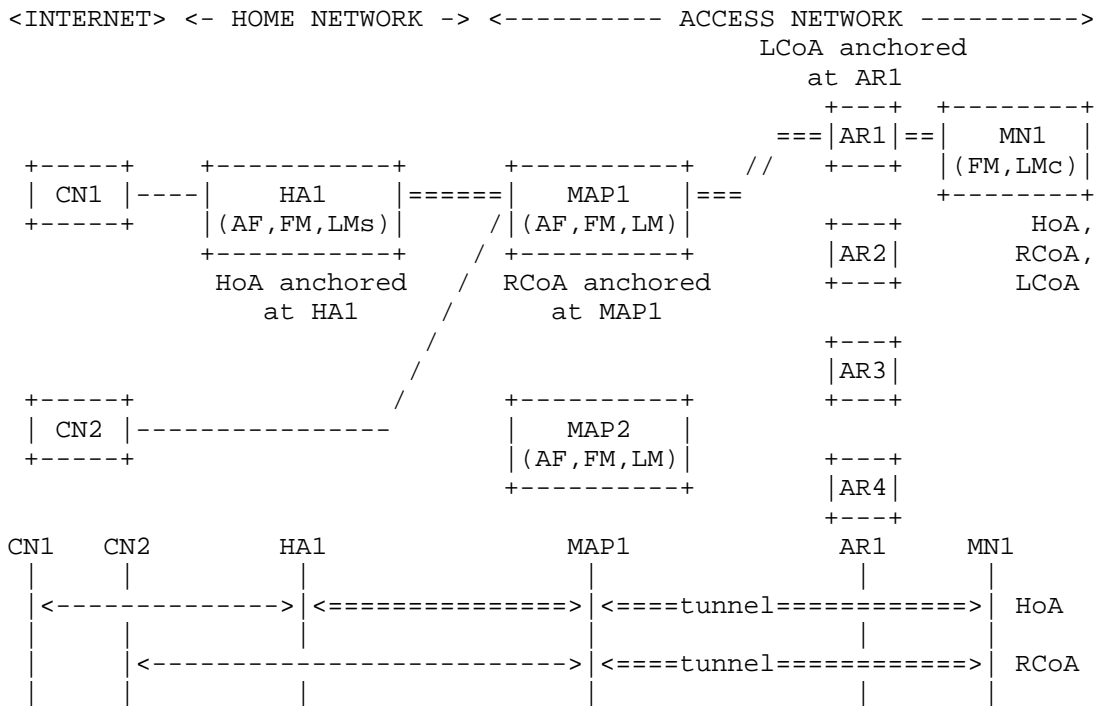 <INTERNET> <- HOME NETWORK -> <---------- ACCESS NETWORK ---------->
                                               LCoA anchored
                                                  at AR1
                                                   +---+  +--------+
                                                ===|AR1|==|  MN1   |
 +-----+    +-----------+       +----------+  //   +---+  |(FM,LMc)|
 | CN1 |----|    HA1    |======|   MAP1   |===            +--------+
 +-----+    |(AF,FM,LMs)|     /|(AF,FM,LM)|        +---+      HoA,
            +-----------+    / +----------+        |AR2|     RCoA,
             HoA anchored   /  RCoA anchored       +---+     LCoA
                at HA1     /      at MAP1
                          /                        +---+
                         /                         |AR3|
 +-----+                /      +----------+        +---+
 | CN2 |----------------       |   MAP2   |
 +-----+                       |(AF,FM,LM)|        +---+
                               +----------+        |AR4|
                                                   +---+
CN1   CN2        HA1               MAP1            AR1    MN1
 |     |          |                 |               |      |
 |<-------------->|<===============>|<====tunnel============>| HoA
 |     |          |                 |               |      |
 |     |<-------------------------->|<====tunnel============>| RCoA
 |     |          |                 |               |      |